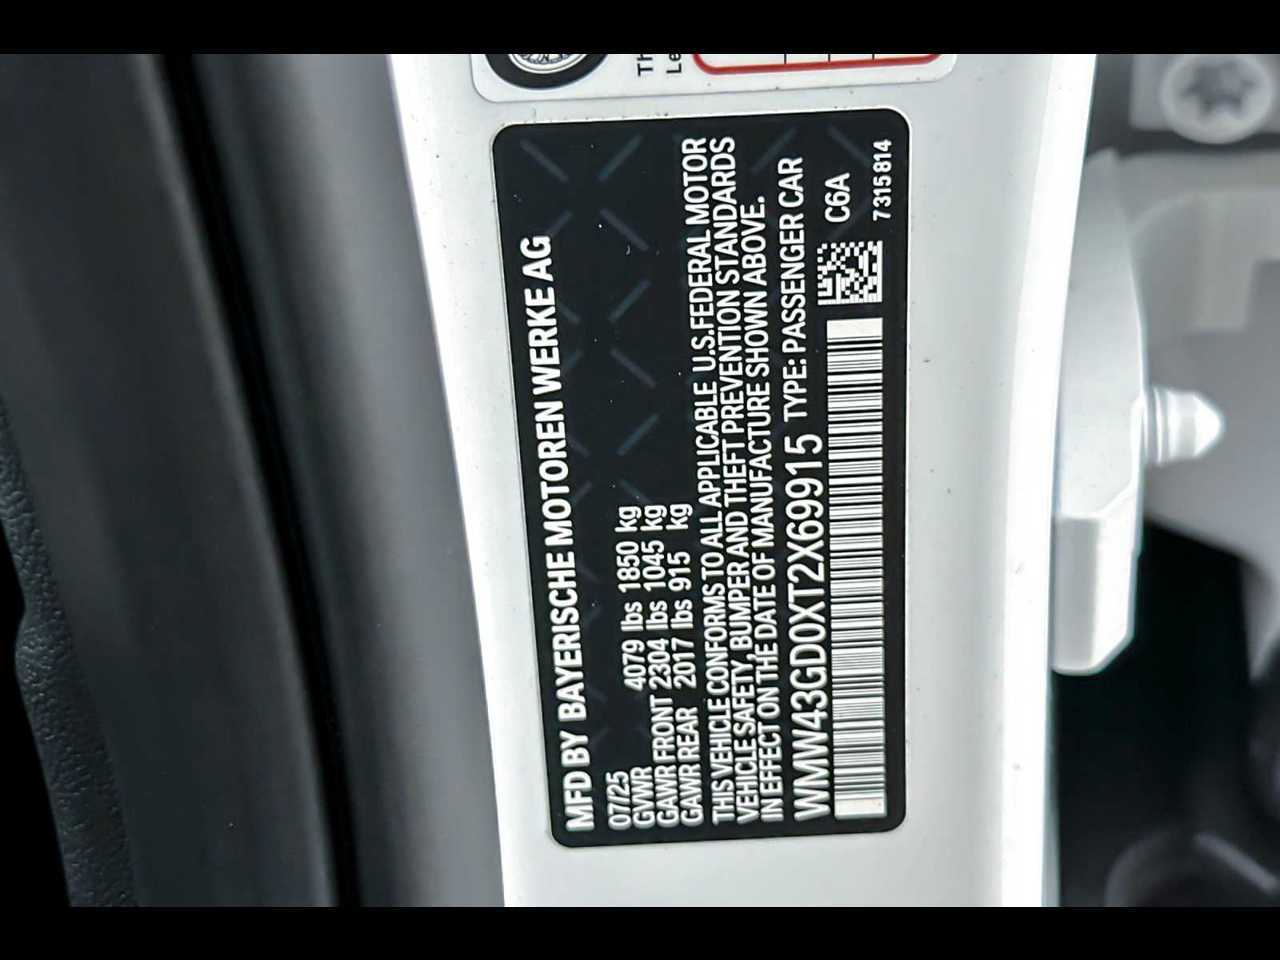 Th
Le
MFD BY BAYERISCHE MOTOREN WERKE AG
07/25
GVWR 4079 lbs 1850 kg
GAWR FRONT 2304 lbs 1045 kg
GAWR REAR 2017 lbs 915 kg
THIS VEHICLE CONFORMS TO ALL APPLICABLE U.S.FEDERAL MOTOR
VEHICLE SAFETY, BUMPER AND THEFT PREVENTION STANDARDS
IN EFFECT ON THE DATE OF MANUFACTURE SHOWN ABOVE.
WMW43GD0XT2X69915 TYPE: PASSENGER CAR
C6A
7315814